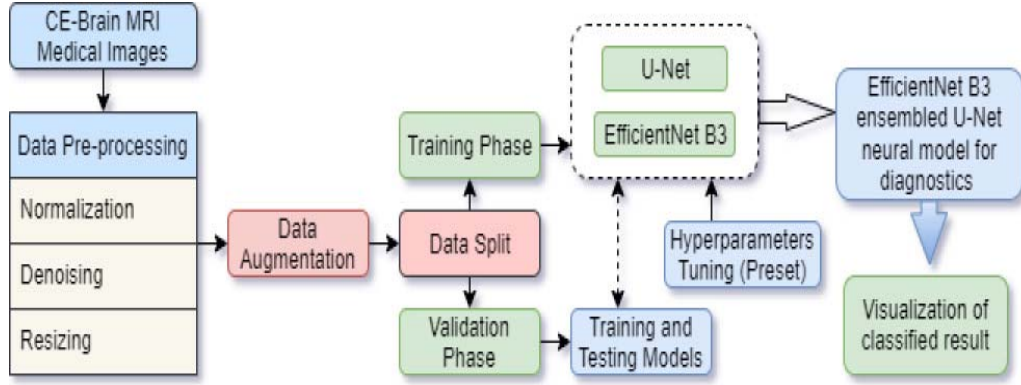 CE-Brain MRI
Medical Images
Data Pre-processing
Normalization
Denoising
Resizing
Data
Augmentation
Data Split
Training Phase
Validation
Phase
U-Net
EfficientNet B3
Hyperparameters
Tuning (Preset)
Training and
Testing Models
EfficientNet B3
ensembled U-Net
neural model for
diagnostics
Visualization of
classified result